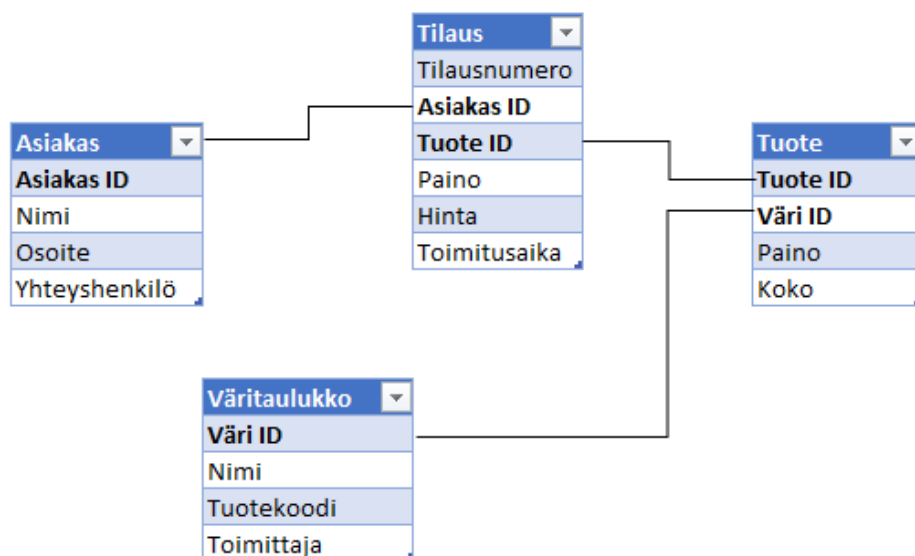 Tilaus
Tilausnumero
Asiakas ID
Tuote ID
Paino
Hinta
Toimitusaika
Asiakas
Asiakas ID
Nimi
Osoite
Yhteyshenkilö
Tuote
Tuote ID
Väri ID
Paino
Koko
Väritaulukko
Väri ID
Nimi
Tuotekoodi
Toimittaja